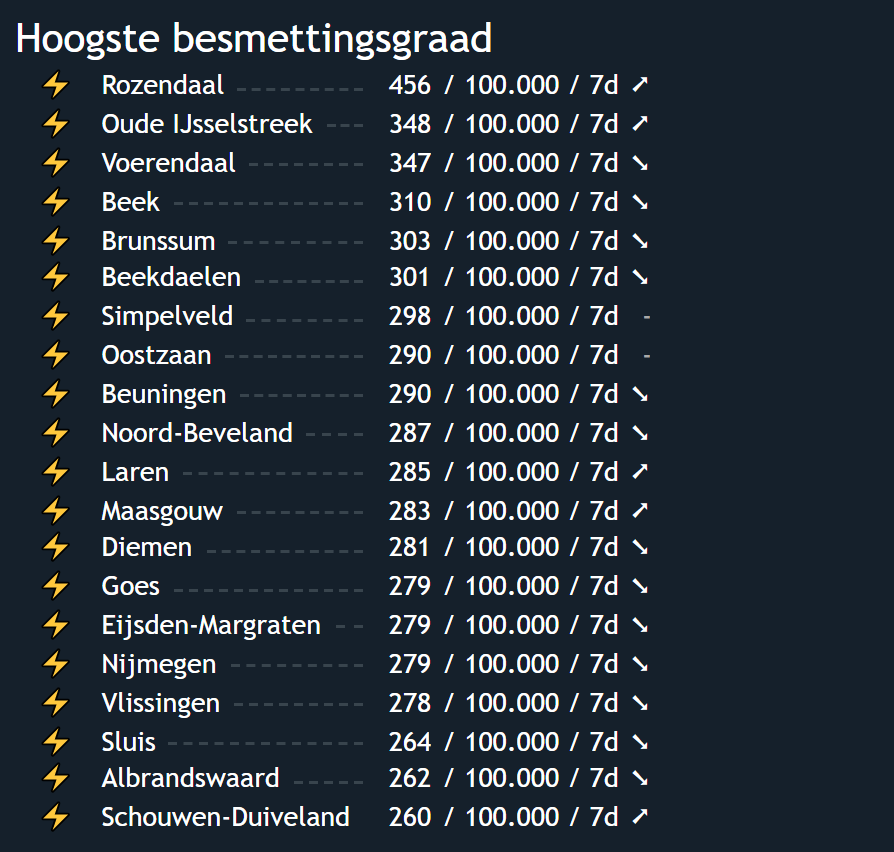 Hoogste besmettingsgraad
⚡ Rozendaal --------- 456 / 100.000 / 7d ➚
⚡ Oude IJsselstreek --- 348 / 100.000 / 7d ➚
⚡ Voerendaal -------- 347 / 100.000 / 7d ➘
⚡ Beek ------------- 310 / 100.000 / 7d ➘
⚡ Brunssum --------- 303 / 100.000 / 7d ➘
⚡ Beekdaelen ------- 301 / 100.000 / 7d ➘
⚡ Simpelveld -------- 298 / 100.000 / 7d -
⚡ Oostzaan --------- 290 / 100.000 / 7d -
⚡ Beuningen -------- 290 / 100.000 / 7d ➘
⚡ Noord-Beveland ---- 287 / 100.000 / 7d ➘
⚡ Laren ------------ 285 / 100.000 / 7d ➚
⚡ Maasgouw --------- 283 / 100.000 / 7d ➚
⚡ Diemen ---------- 281 / 100.000 / 7d ➘
⚡ Goes ------------- 279 / 100.000 / 7d ➘
⚡ Eijsden-Margraten -- 279 / 100.000 / 7d ➘
⚡ Nijmegen --------- 279 / 100.000 / 7d ➘
⚡ Vlissingen --------- 278 / 100.000 / 7d ➘
⚡ Sluis ------------- 264 / 100.000 / 7d ➘
⚡ Albrandswaard ----- 262 / 100.000 / 7d ➘
⚡ Schouwen-Duiveland 260 / 100.000 / 7d ➚